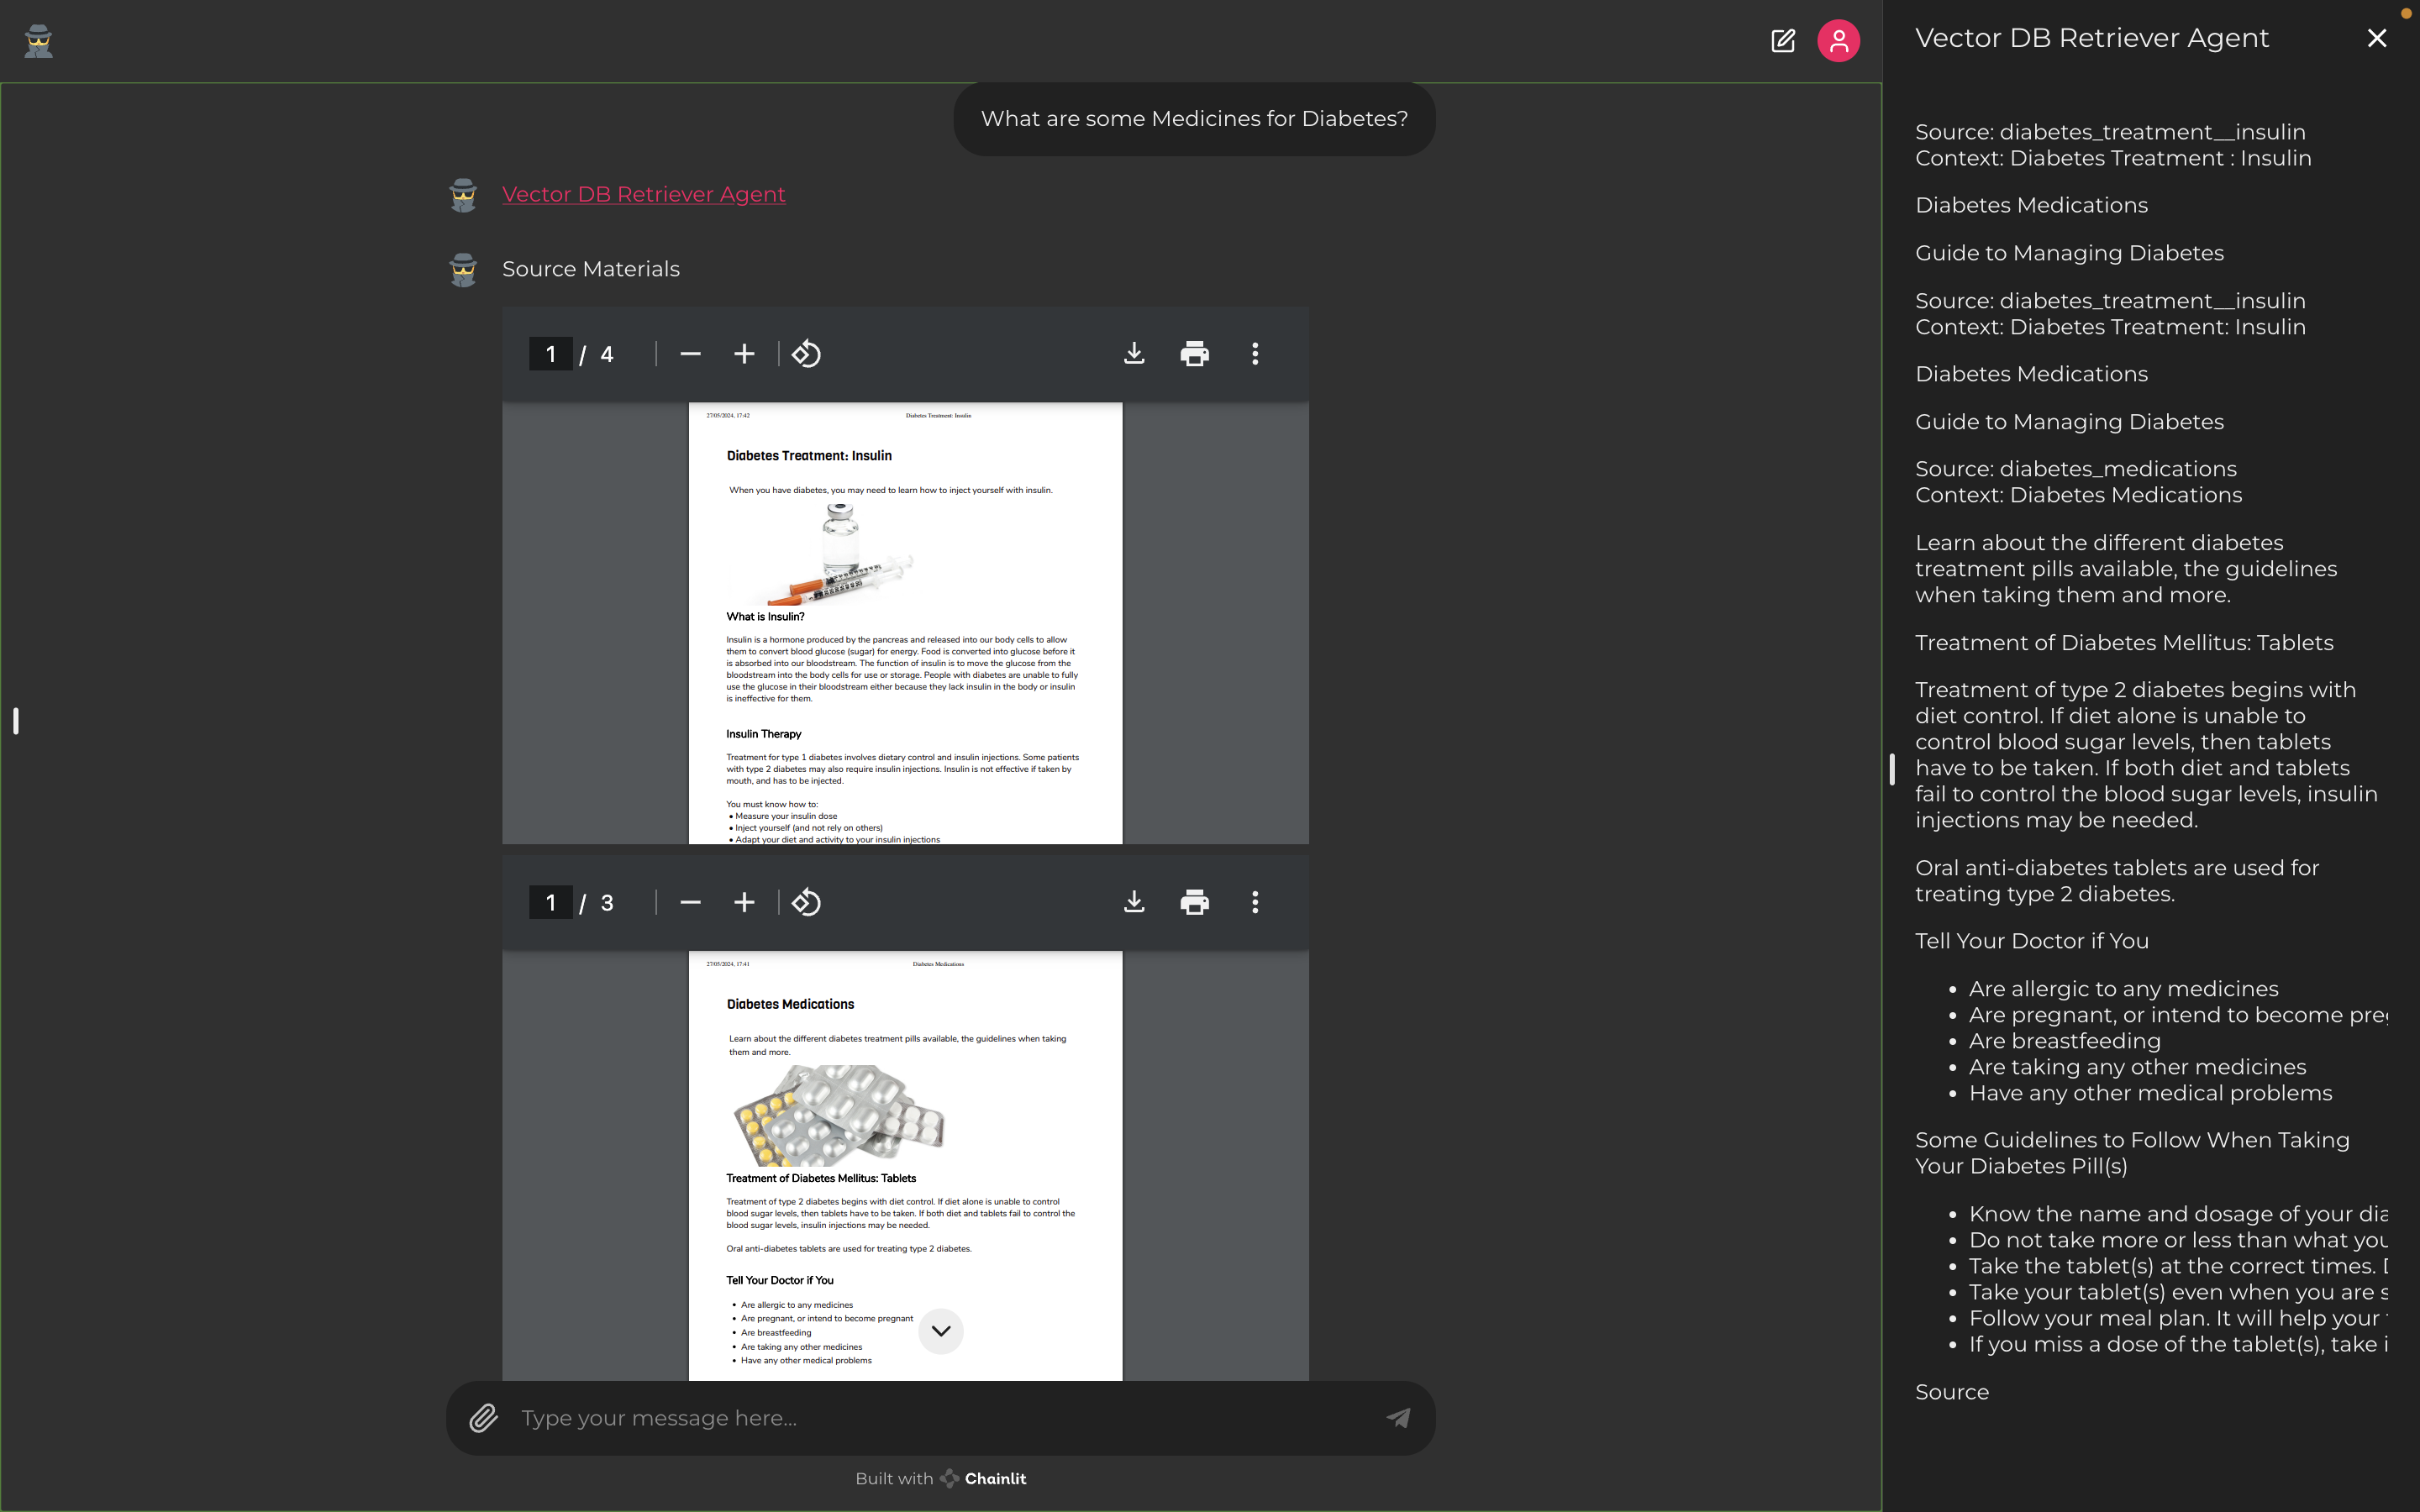 What are some Medicines for Diabetes?
Vector DB Retriever Agent
Source Materials
1 / 4
27/05/2024, 17:42 Diabetes Treatment: Insulin
Diabetes Treatment: Insulin
When you have diabetes, you may need to learn how to inject yourself with insulin.
What is Insulin?
Insulin is a hormone produced by the pancreas and released into our body cells to allow
them to convert blood glucose (sugar) for energy. Food is converted into glucose before it
is absorbed into our bloodstream. The function of insulin is to move the glucose from the
bloodstream into the body cells for use or storage. People with diabetes are unable to fully
use the glucose in their bloodstream either because they lack insulin in the body or insulin
is ineffective for them.
Insulin Therapy
Treatment for type 1 diabetes involves dietary control and insulin injections. Some patients
with type 2 diabetes may also require insulin injections. Insulin is not effective if taken by
mouth, and has to be injected.
You must know how to:
• Measure your insulin dose
• Inject yourself (and not rely on others)
• Adapt your diet and activity to your insulin injections
1 / 3
27/05/2024, 17:41 Diabetes Medications
Diabetes Medications
Learn about the different diabetes treatment pills available, the guidelines when taking
them and more.
Treatment of Diabetes Mellitus: Tablets
Treatment of type 2 diabetes begins with diet control. If diet alone is unable to control
blood sugar levels, then tablets have to be taken. If both diet and tablets fail to control the
blood sugar levels, insulin injections may be needed.
Oral anti-diabetes tablets are used for treating type 2 diabetes.
Tell Your Doctor if You
• Are allergic to any medicines
• Are pregnant, or intend to become pregnant
• Are breastfeeding
• Are taking any other medicines
• Have any other medical problems
Type your message here...
Built with Chainlit
Vector DB Retriever Agent
Source: diabetes_treatment__insulin
Context: Diabetes Treatment : Insulin
Diabetes Medications
Guide to Managing Diabetes
Source: diabetes_treatment__insulin
Context: Diabetes Treatment: Insulin
Diabetes Medications
Guide to Managing Diabetes
Source: diabetes_medications
Context: Diabetes Medications
Learn about the different diabetes
treatment pills available, the guidelines
when taking them and more.
Treatment of Diabetes Mellitus: Tablets
Treatment of type 2 diabetes begins with
diet control. If diet alone is unable to
control blood sugar levels, then tablets
have to be taken. If both diet and tablets
fail to control the blood sugar levels, insulin
injections may be needed.
Oral anti-diabetes tablets are used for
treating type 2 diabetes.
Tell Your Doctor if You
• Are allergic to any medicines
• Are pregnant, or intend to become
• Are breastfeeding
• Are taking any other medicines
• Have any other medical problems
Some Guidelines to Follow When Taking
Your Diabetes Pill(s)
• Know the name and dosage of your dia
• Do not take more or less than what you
• Take the tablet(s) at the correct times.
• Take your tablet(s) even when you are s
• Follow your meal plan. It will help your
• If you miss a dose of the tablet(s), take i
Source